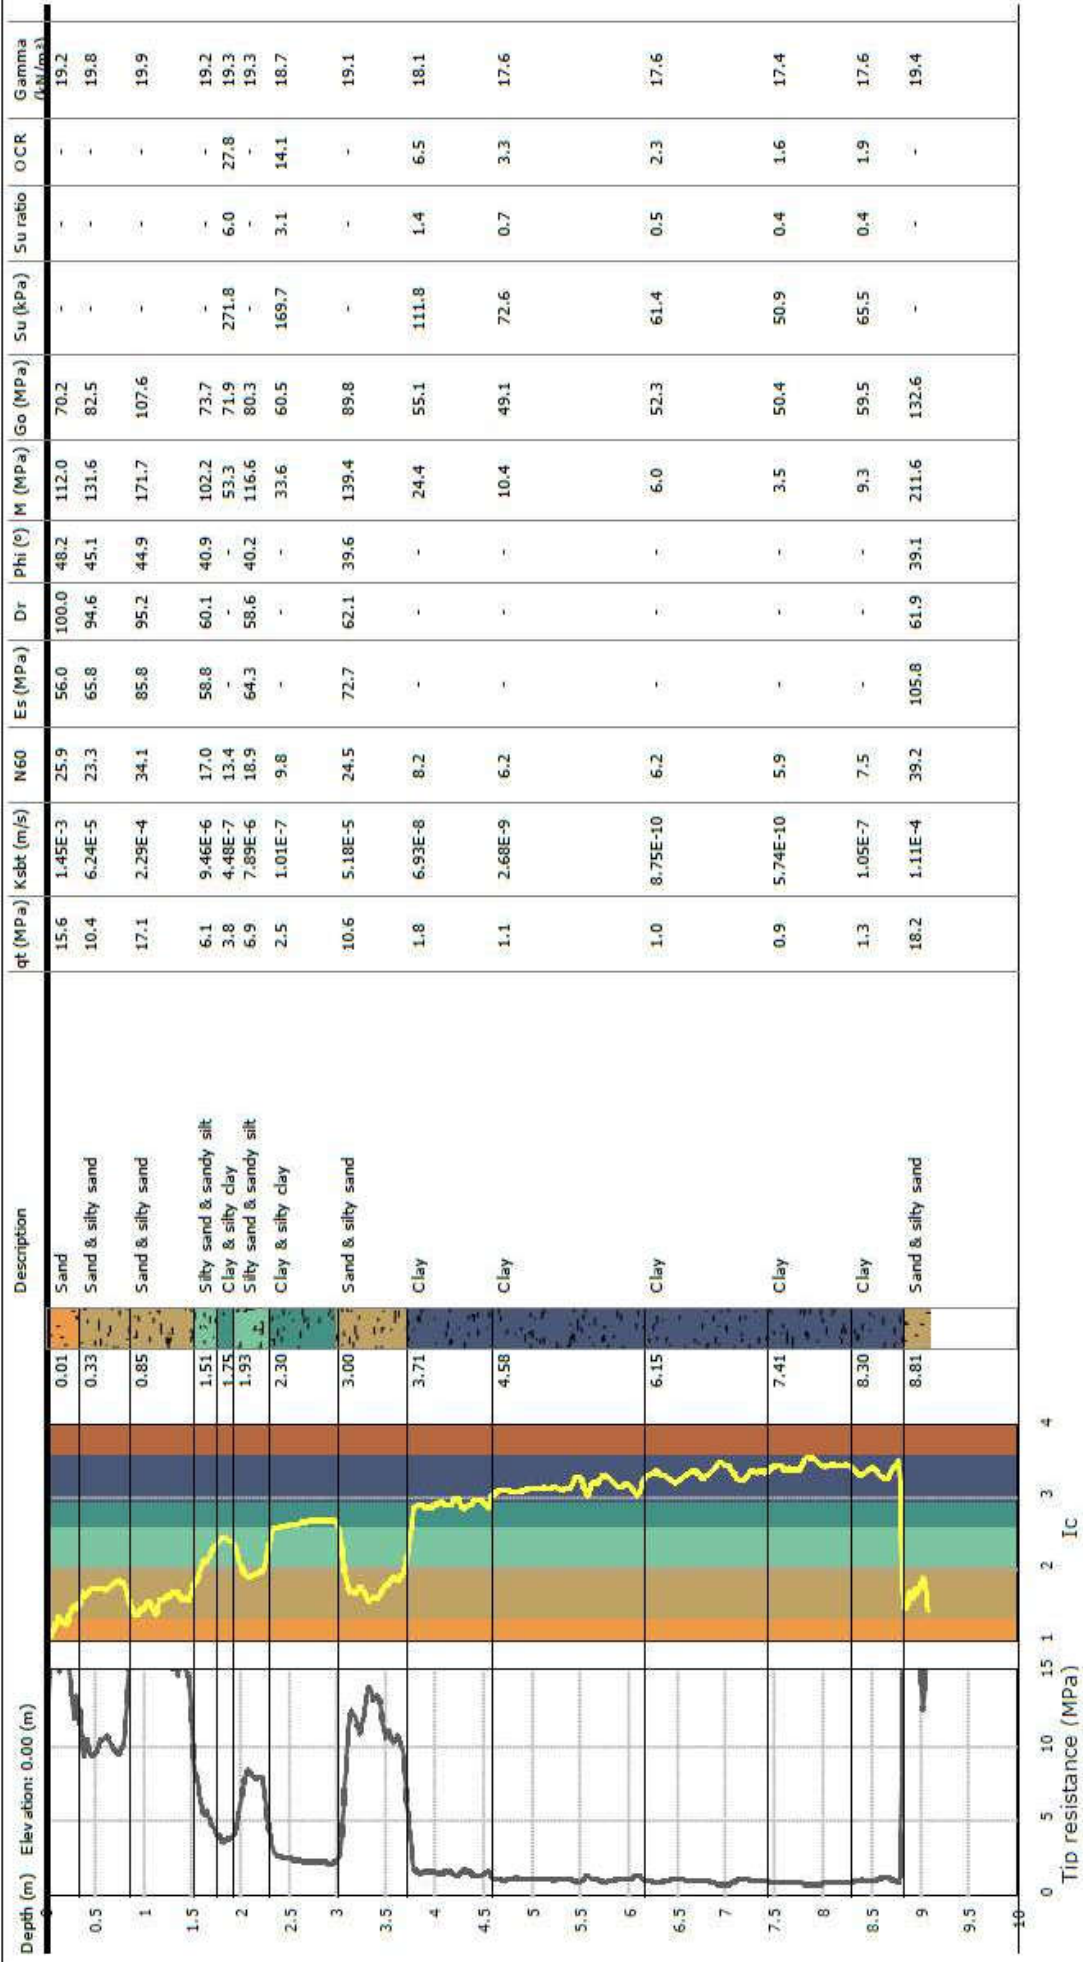 Depth (m) Elevation: 0.00 (m) Description qt (MPa) Ksbt (m/s) N60 Es (MPa) Dr Phi (º) M (MPa) Go (MPa) Su (kPa) Su ratio OCR Gamma (kN/m³)
0.01 Sand 15.6 1.45E-3 25.9 56.0 100.0 48.2 112.0 70.2 - - - 19.2
0.33 Sand & silty sand 10.4 6.24E-5 23.3 65.8 94.6 45.1 131.6 82.5 - - - 19.8
0.5
0.85 Sand & silty sand 17.1 2.29E-4 34.1 85.8 95.2 44.9 171.7 107.6 - - - 19.9
1
1.5
1.51 Silty sand & sandy silt 6.1 9.46E-6 17.0 58.8 60.1 40.9 102.2 73.7 - - - 19.2
1.75 Clay & silty clay 3.8 4.48E-7 13.4 - - - 53.3 71.9 271.8 6.0 27.8 19.3
1.93 Silty sand & sandy silt 6.9 7.89E-6 18.9 64.3 58.6 40.2 116.6 80.3 - - - 19.3
2
2.30 Clay & silty clay 2.5 1.01E-7 9.8 - - - 33.6 60.5 169.7 3.1 14.1 18.7
2.5
3
3.00 Sand & silty sand 10.6 5.18E-5 24.5 72.7 62.1 39.6 139.4 89.8 - - - 19.1
3.5
3.71 Clay 1.8 6.93E-8 8.2 - - - 24.4 55.1 111.8 1.4 6.5 18.1
4
4.5
4.58 Clay 1.1 2.68E-9 6.2 - - - 10.4 49.1 72.6 0.7 3.3 17.6
5
5.5
6
6.15 Clay 1.0 8.75E-10 6.2 - - - 6.0 52.3 61.4 0.5 2.3 17.6
6.5
7
7.41 Clay 0.9 5.74E-10 5.9 - - - 3.5 50.4 50.9 0.4 1.6 17.4
7.5
8
8.30 Clay 1.3 1.05E-7 7.5 - - - 9.3 59.5 65.5 0.4 1.9 17.6
8.5
8.81 Sand & silty sand 18.2 1.11E-4 39.2 105.8 61.9 39.1 211.6 132.6 - - - 19.4
9
9.5
10
0 5 10 15 1 2 3 4
Tip resistance (MPa) Ic